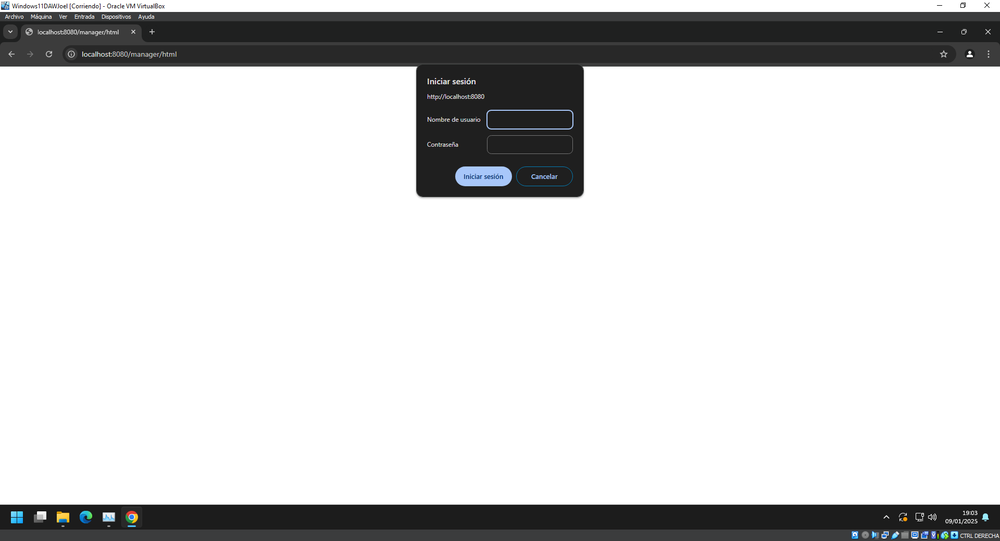 Windows11DAWJoel [Corriendo] - Oracle VM VirtualBox
Archivo Máquina Ver Entrada Dispositivos Ayuda
localhost:8080/manager/html
localhost:8080/manager/html
Iniciar sesión
http://localhost:8080
Nombre de usuario
Contraseña
Iniciar sesión Cancelar
19:03
09/01/2025
CTRL DERECHA